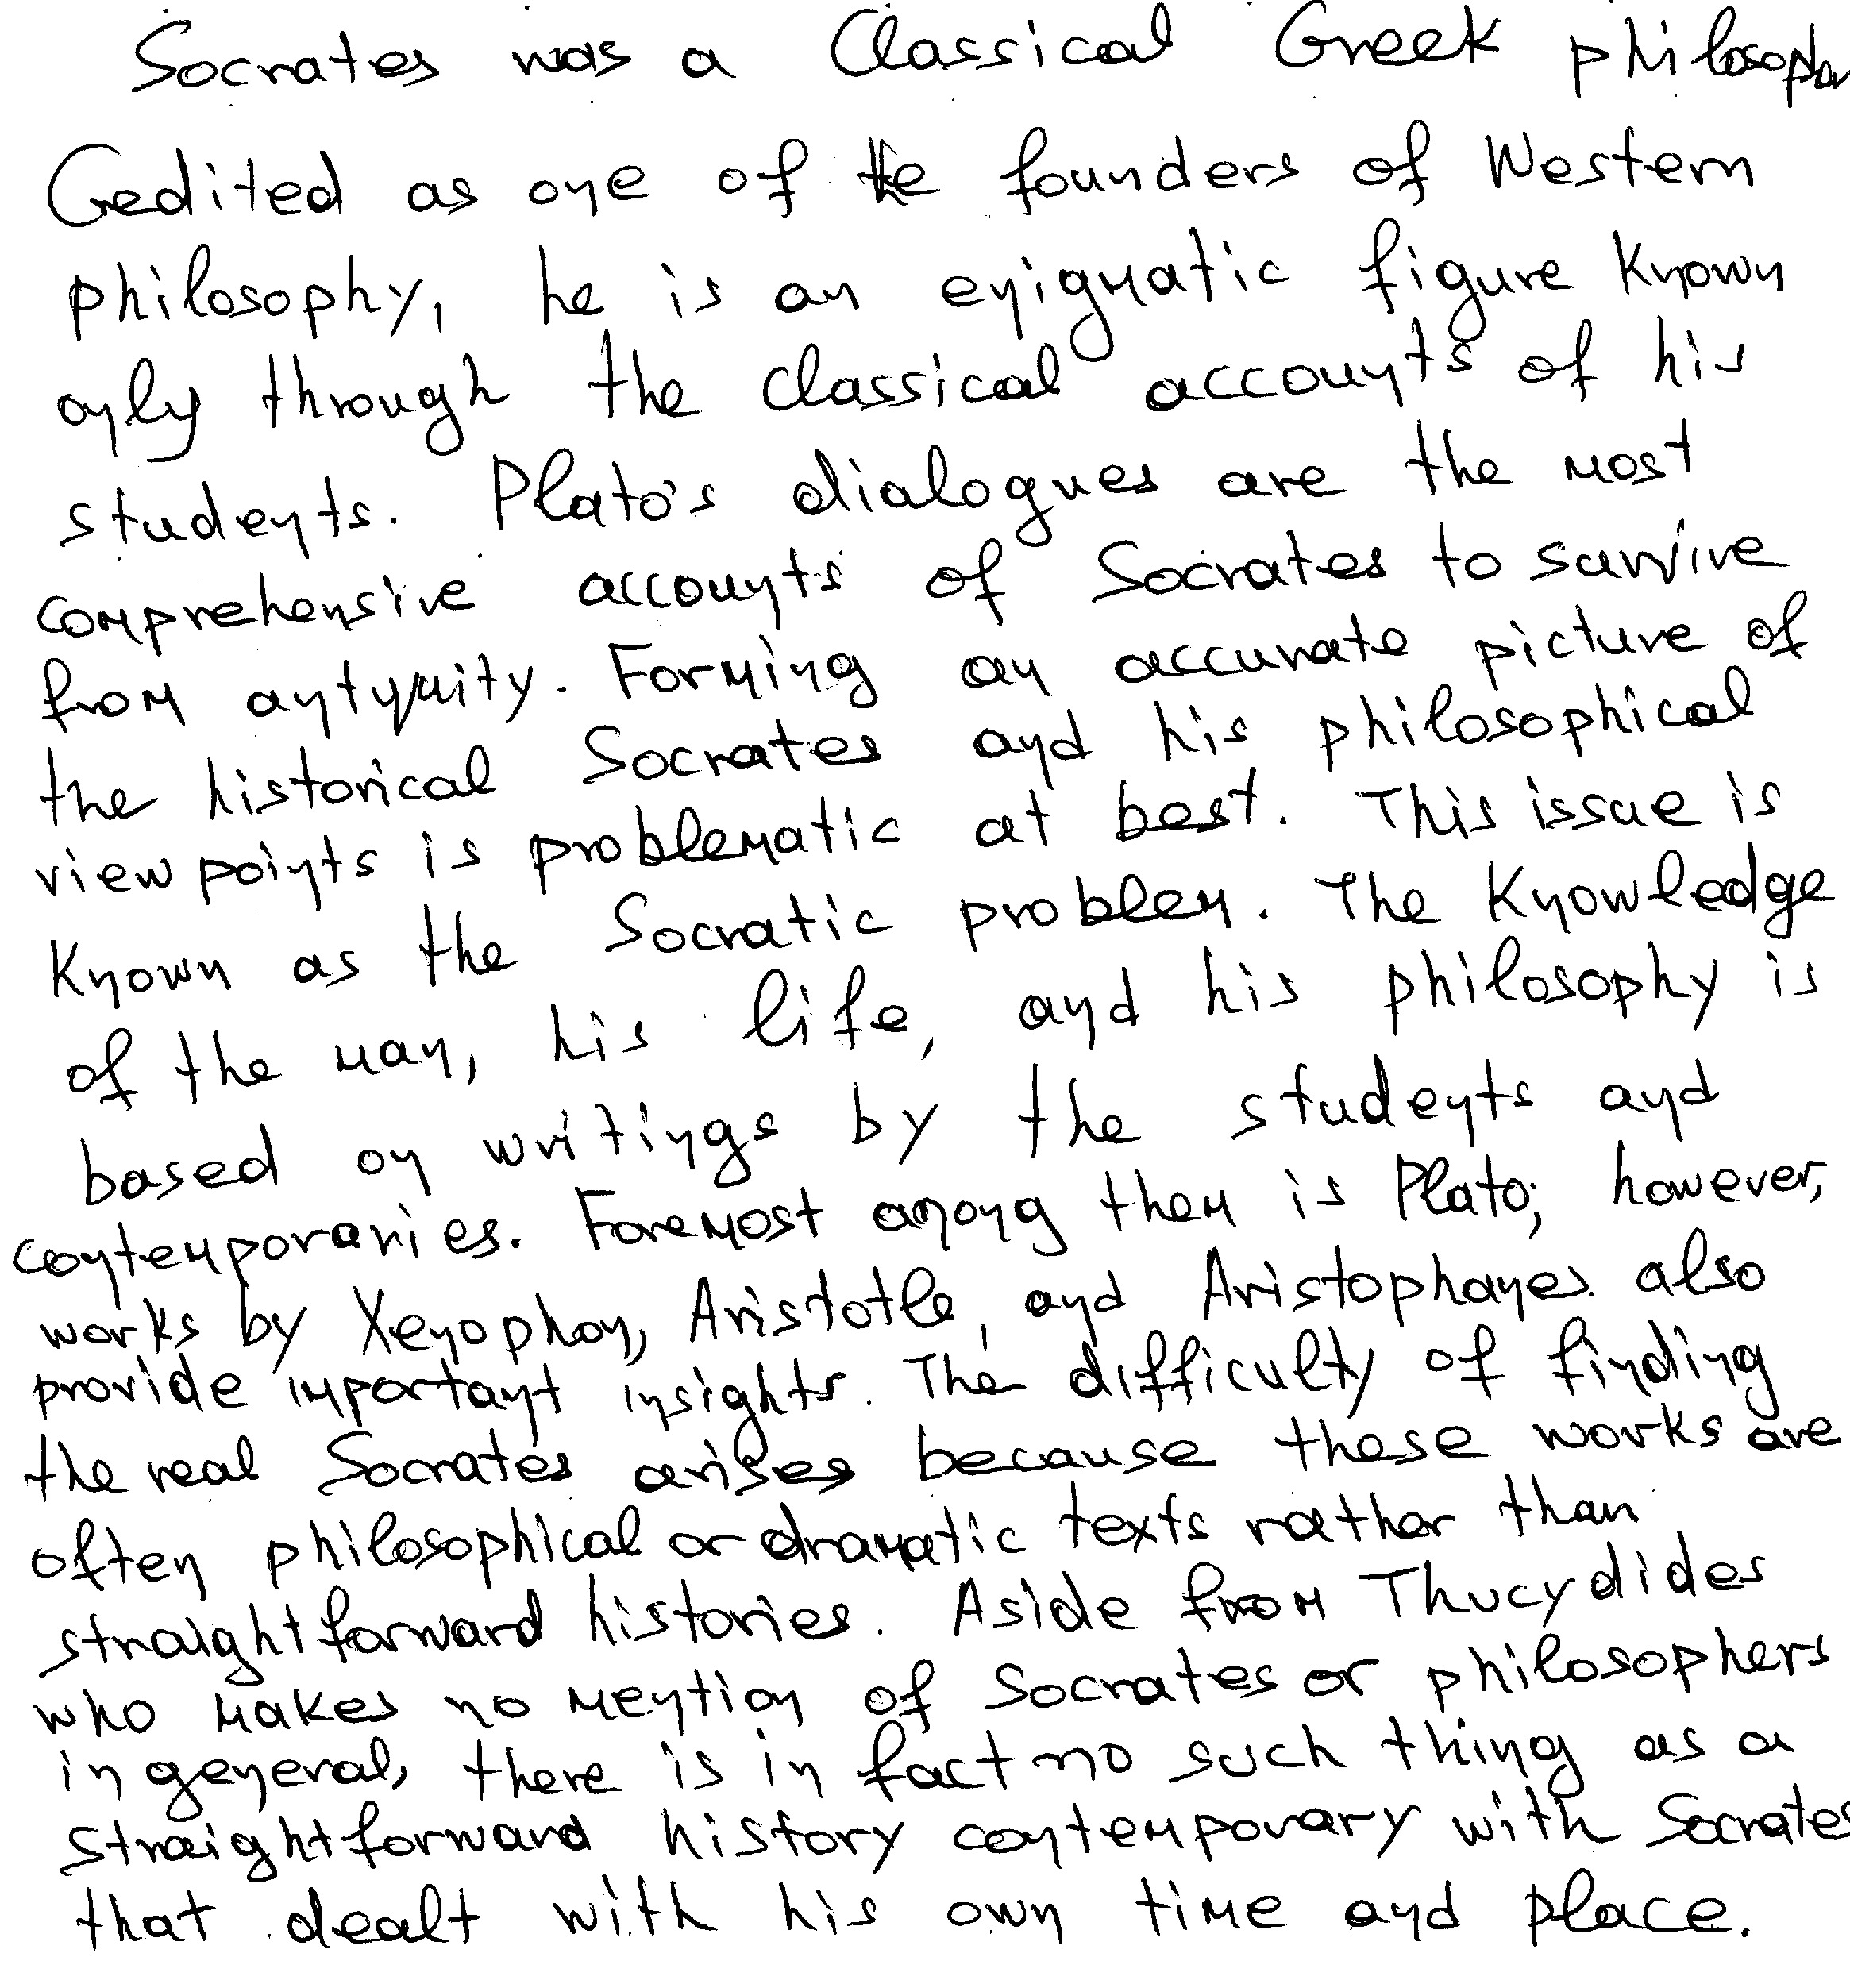 Socrates was a Classical Greek philosopher
Credited as one of the founders of Western
philosophy, he is an enigmatic figure known
only through the classical accounts of his
students. Plato's dialogues are the most
comprehensive accounts of Socrates to survive
from antyquity. Forming an accurate picture of
the historical Socrates and his philosophical
viewpoints is problematic at best. This issue is
known as the Socratic problem. The knowledge
of the man, his life, and his philosophy is
based on writings by the students and
contemporaries. Foremost among them is Plato; however,
works by Xenophon, Aristotle, and Aristophanes also
provide important insights. The difficulty of finding
the real Socrates arises because these works are
often philosophical or dramatic texts rather than
straightforward histories. Aside from Thucydides
who makes no mention of Socrates or philosophers
in general, there is in fact no such thing as a
straightforward history contemporary with Socrates
that dealt with his own time and place.